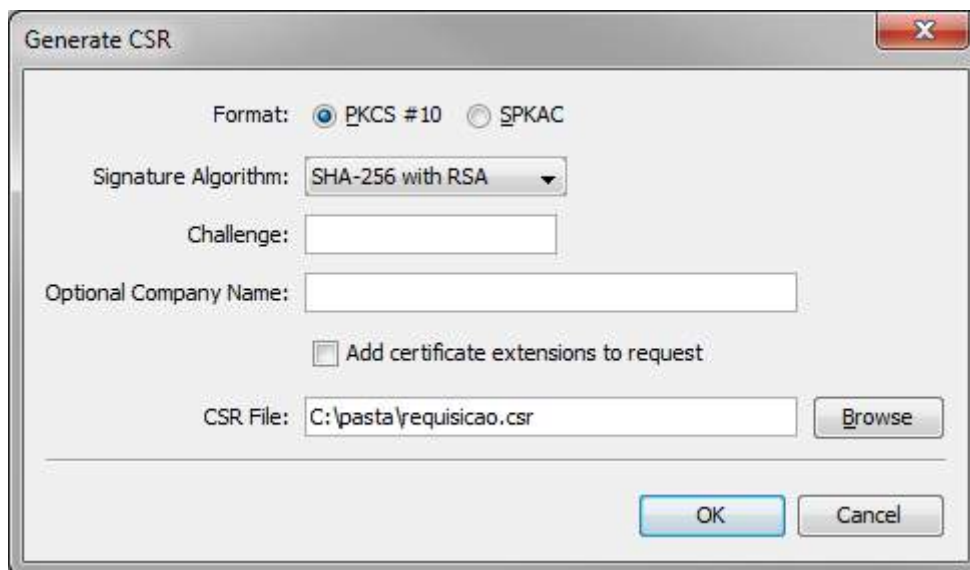 Generate CSR
Format: PKCS #10 SPKAC
Signature Algorithm: SHA-256 with RSA
Challenge:
Optional Company Name:
Add certificate extensions to request
CSR File: C:\pasta\requisicao.csr Browse
OK Cancel